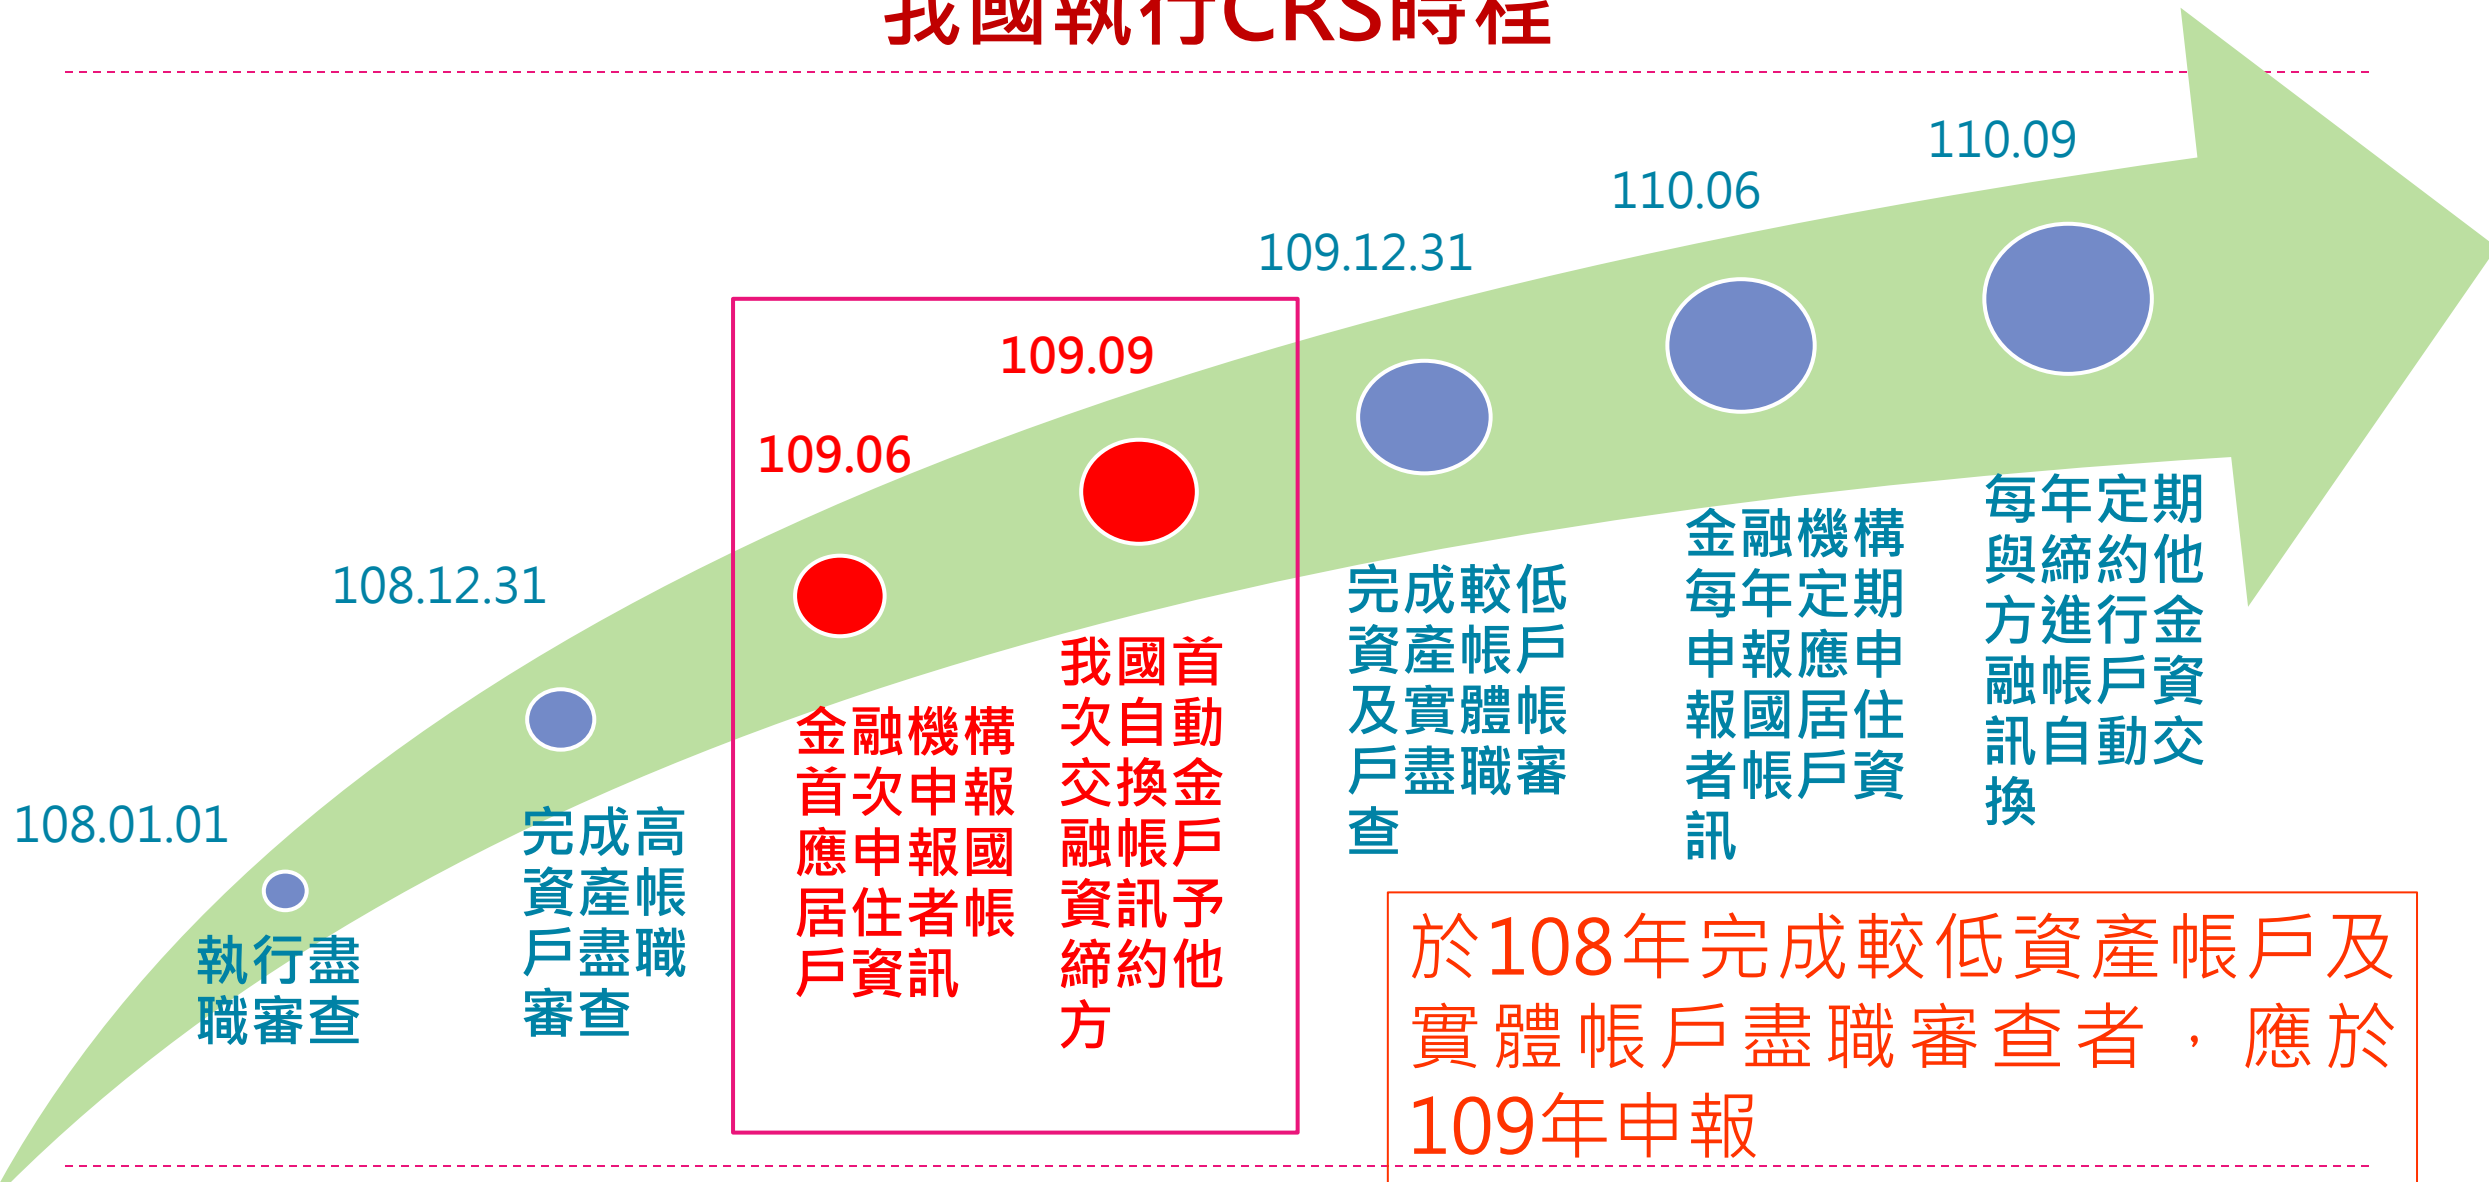 我國執行CRS時程
108.01.01
執行盡
職審查
108.12.31
完成高
資產帳
戶盡職
審查
109.06
金融機構
首次申報
應申報國
居住者帳
戶資訊
109.09
我國首
次自動
交換金
融帳戶
資訊予
締約他
方
109.12.31
完成較低
資產帳戶
及實體帳
戶盡職審
查
110.06
金融機構
每年定期
申報應申
報國居住
者帳戶資
訊
110.09
每年定期
與締約他
方進行金
融帳戶資
訊自動交
換
於108年完成較低資產帳戶及
實體帳戶盡職審查者，應於
109年申報